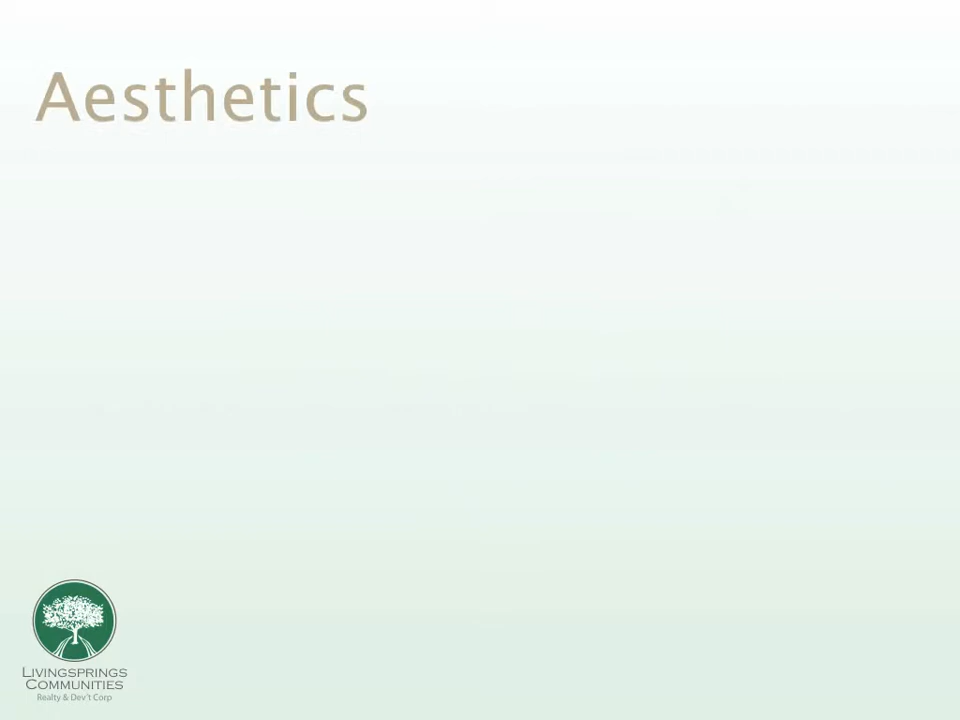 Aesthetics
LIVINGSPRINGS
COMMUNITIES
Realty & Dev't Corp